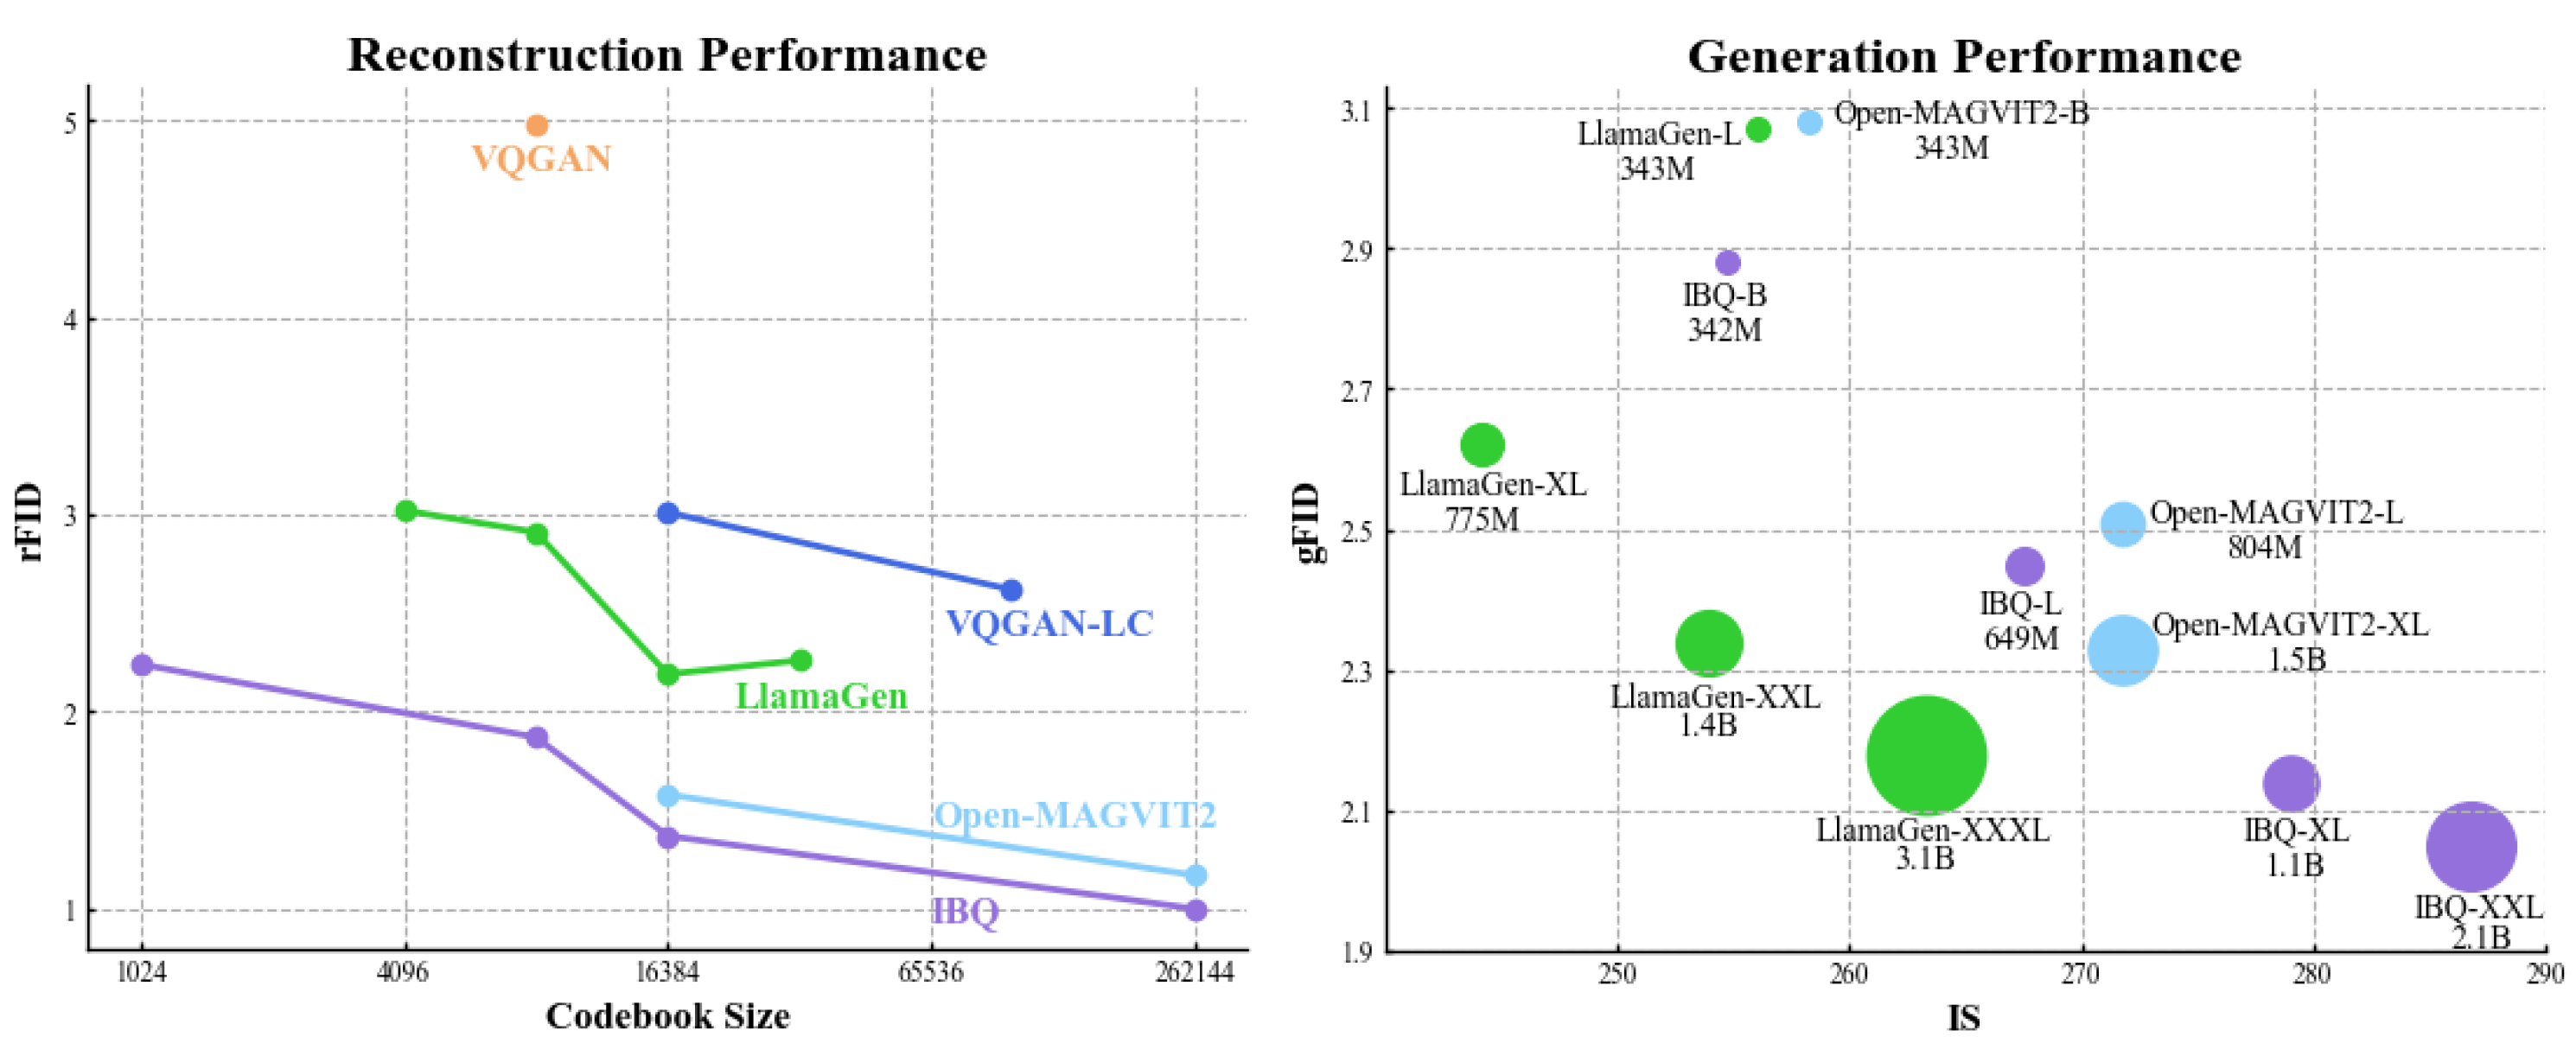 Reconstruction Performance
5
4
3
2
1
rFID
VQGAN
VQGAN-LC
LlamaGen
Open-MAGVIT2
IBQ
1024
4096
16384
65536
262144
Codebook Size
Generation Performance
3.1
2.9
2.7
2.5
2.3
2.1
1.9
gFID
LlamaGen-L
343M
Open-MAGVIT2-B
343M
IBQ-B
342M
LlamaGen-XL
775M
Open-MAGVIT2-L
804M
IBQ-L
649M
Open-MAGVIT2-XL
1.5B
LlamaGen-XXL
1.4B
LlamaGen-XXXL
3.1B
IBQ-XL
1.1B
IBQ-XXL
2.1B
250
260
270
280
290
IS